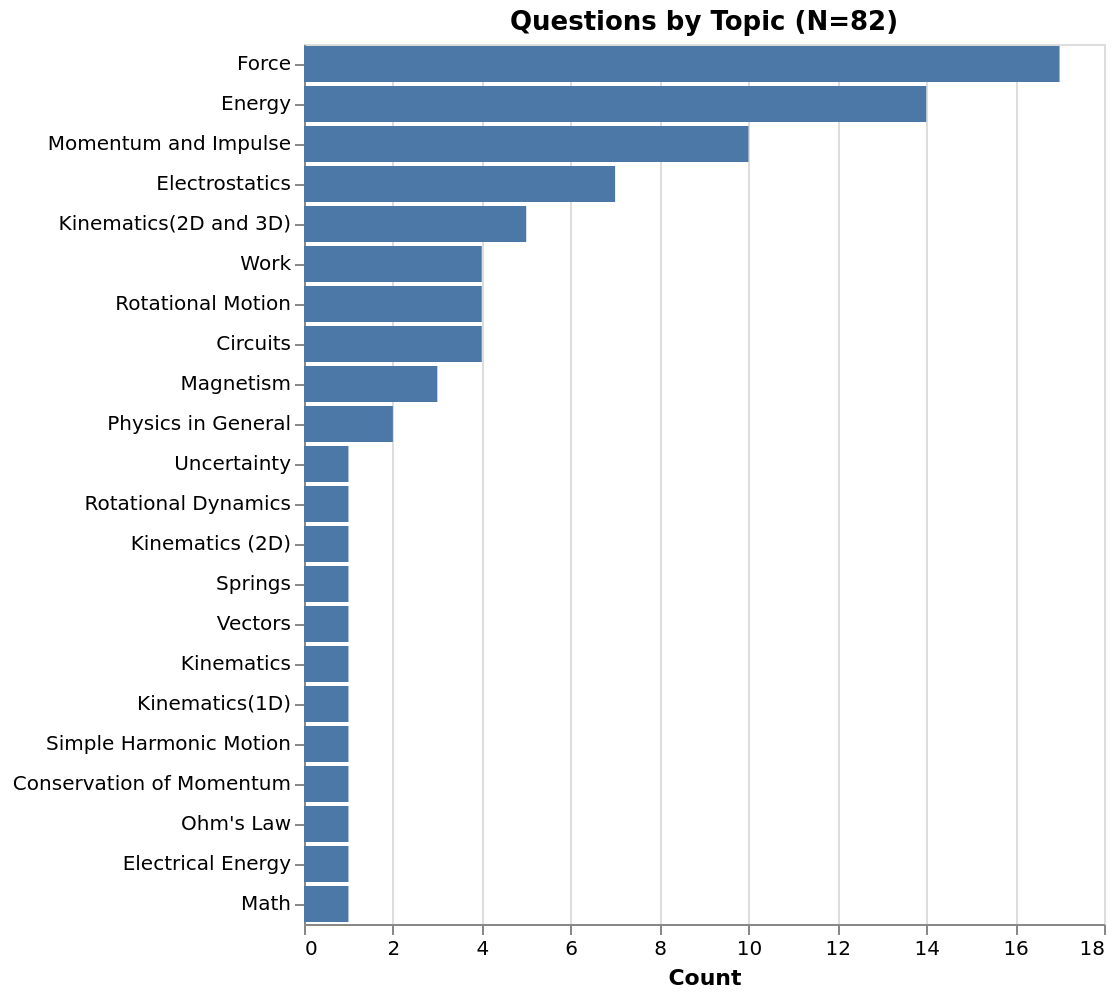 Questions by Topic (N=82)
Force
Energy
Momentum and Impulse
Electrostatics
Kinematics(2D and 3D)
Work
Rotational Motion
Circuits
Magnetism
Physics in General
Uncertainty
Rotational Dynamics
Kinematics (2D)
Springs
Vectors
Kinematics
Kinematics(1D)
Simple Harmonic Motion
Conservation of Momentum
Ohm's Law
Electrical Energy
Math
0 2 4 6 8 10 12 14 16 18
Count